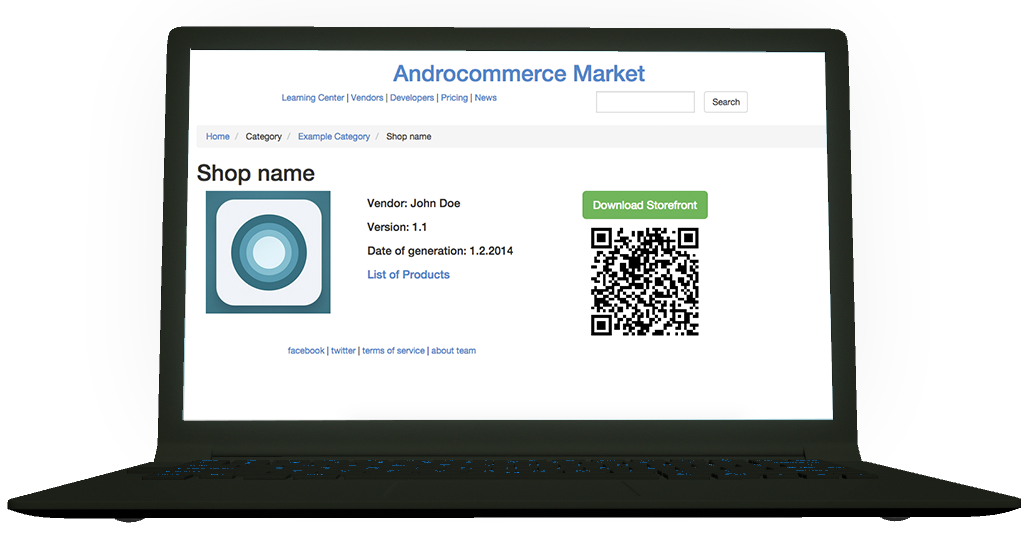 Androcommerce Market
Learning Center | Vendors | Developers | Pricing | News
Search
Home / Category / Example Category / Shop name
Shop name
Vendor: John Doe
Version: 1.1
Date of generation: 1.2.2014
List of Products
Download Storefront
facebook | twitter | terms of service | about team